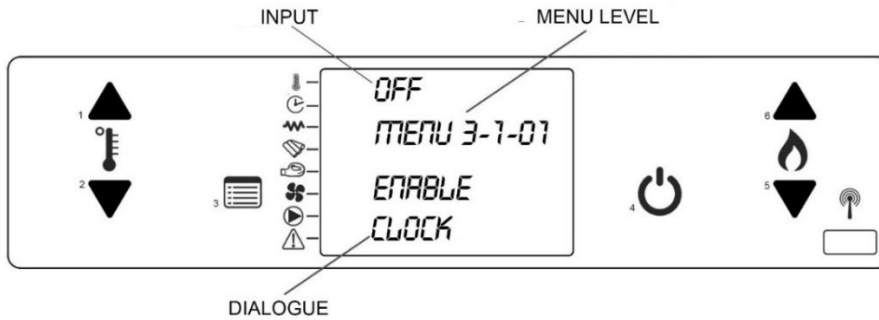 INPUT
MENU LEVEL
1
2
3
OFF
MENU 3-1-01
ENABLE
CLOCK
4
6
5
DIALOGUE